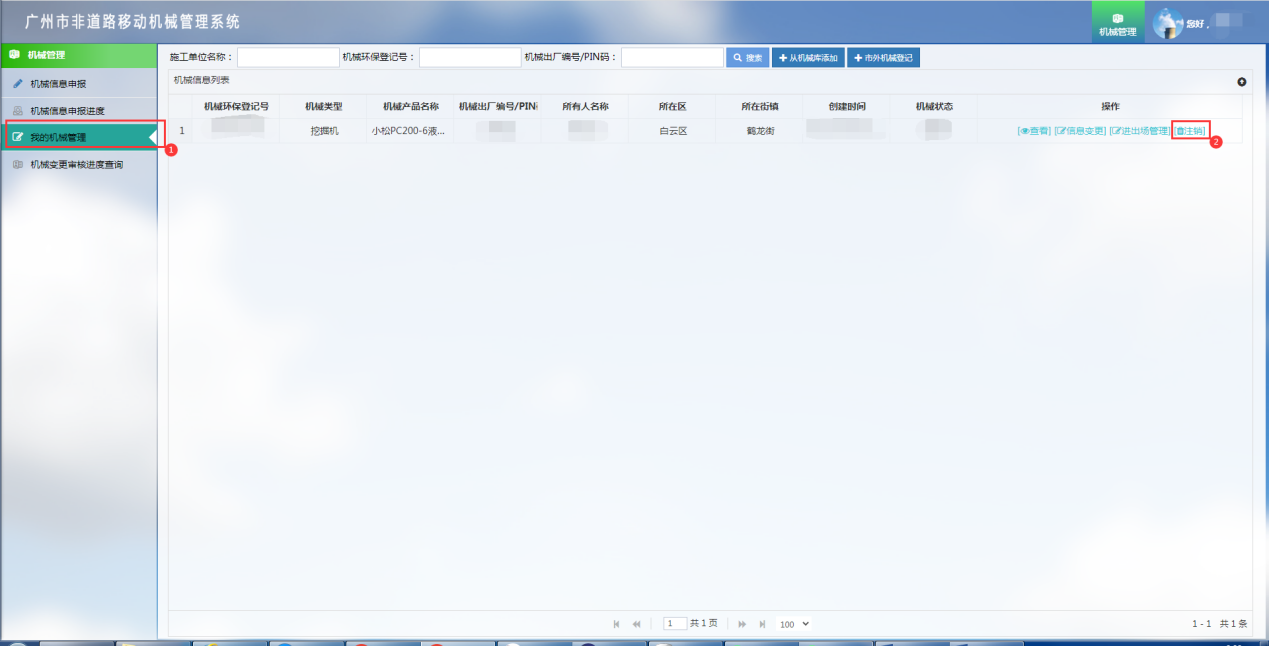 广州市非道路移动机械管理系统
机械管理
您好，
机械管理
机械信息申报
机械信息申报进度
我的机械管理
1
机械变更审核进度查询
施工单位名称： 机械环保登记号： 机械出厂编号/PIN码： 搜索 从机械库添加 市外机械登记
机械信息列表
机械环保登记号 机械类型 机械产品名称 机械出厂编号/PIN 所有人名称 所在区 所在街镇 创建时间 机械状态 操作
1 挖掘机 小松PC200-6液... 白云区 鹤龙街 [查看] [信息变更] [进出场管理] [注销]
2
1 共 1 页 100 1 - 1 共 1 条